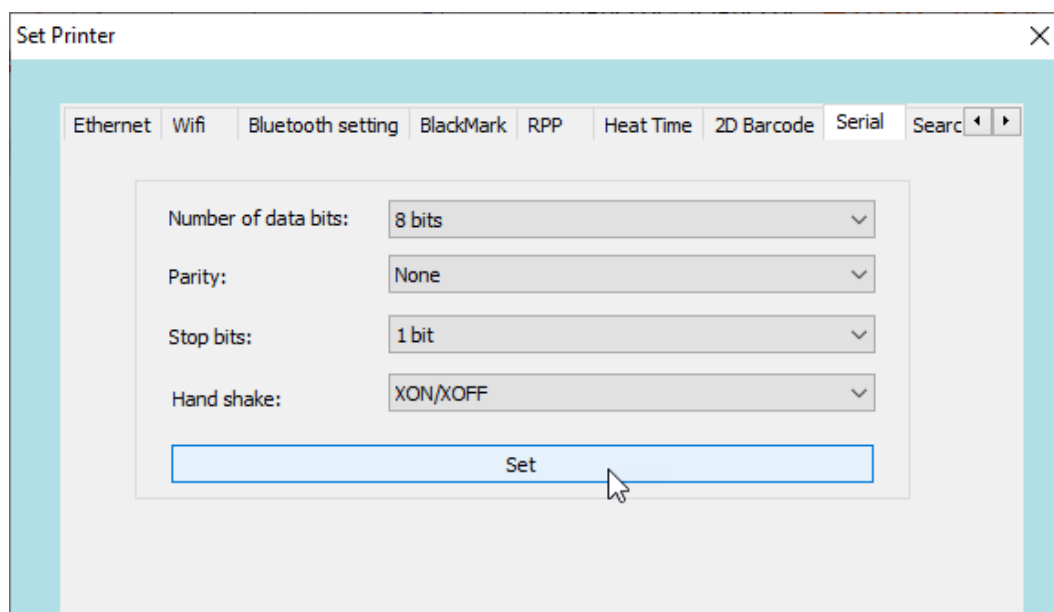 Set Printer
Ethernet Wifi Bluetooth setting BlackMark RPP Heat Time 2D Barcode Serial Searc
Number of data bits: 8 bits
Parity: None
Stop bits: 1 bit
Hand shake: XON/XOFF
Set